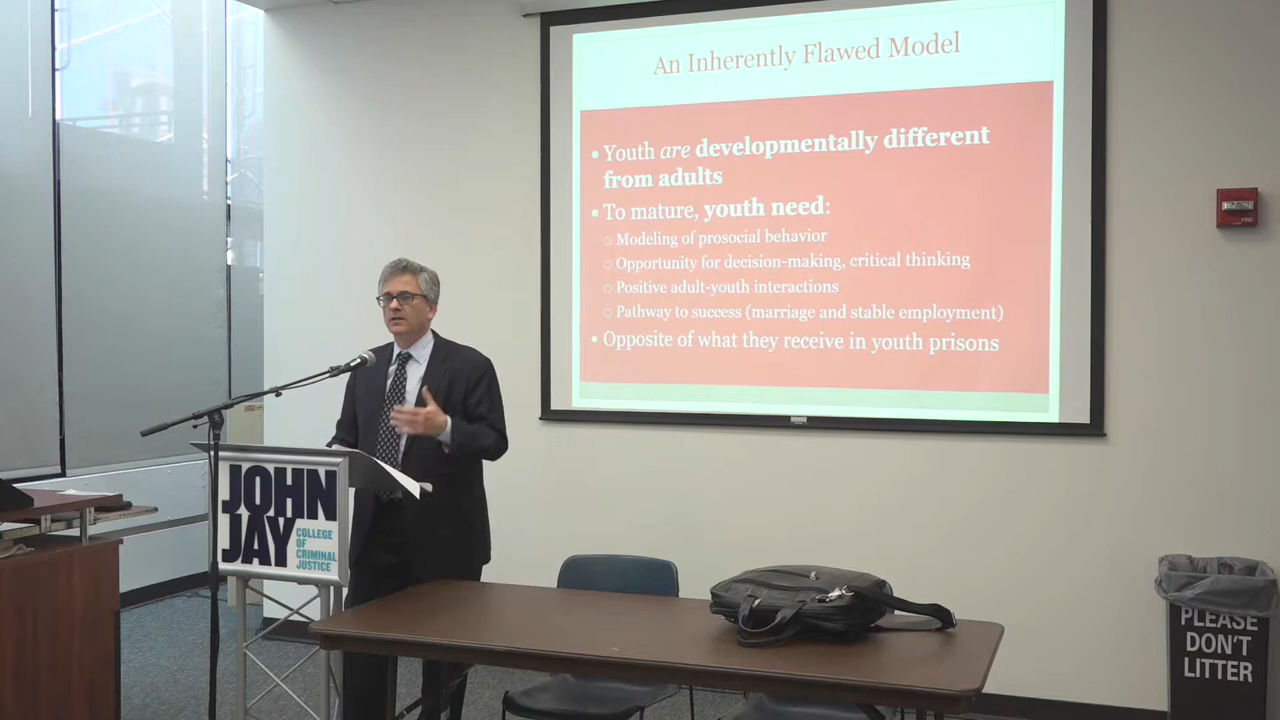 An Inherently Flawed Model
• Youth are developmentally different
from adults
• To mature, youth need:
○ Modeling of prosocial behavior
○ Opportunity for decision-making, critical thinking
○ Positive adult-youth interactions
○ Pathway to success (marriage and stable employment)
• Opposite of what they receive in youth prisons
JOHN
JAY
COLLEGE
OF
CRIMINAL
JUSTICE
PLEASE
DON'T
LITTER